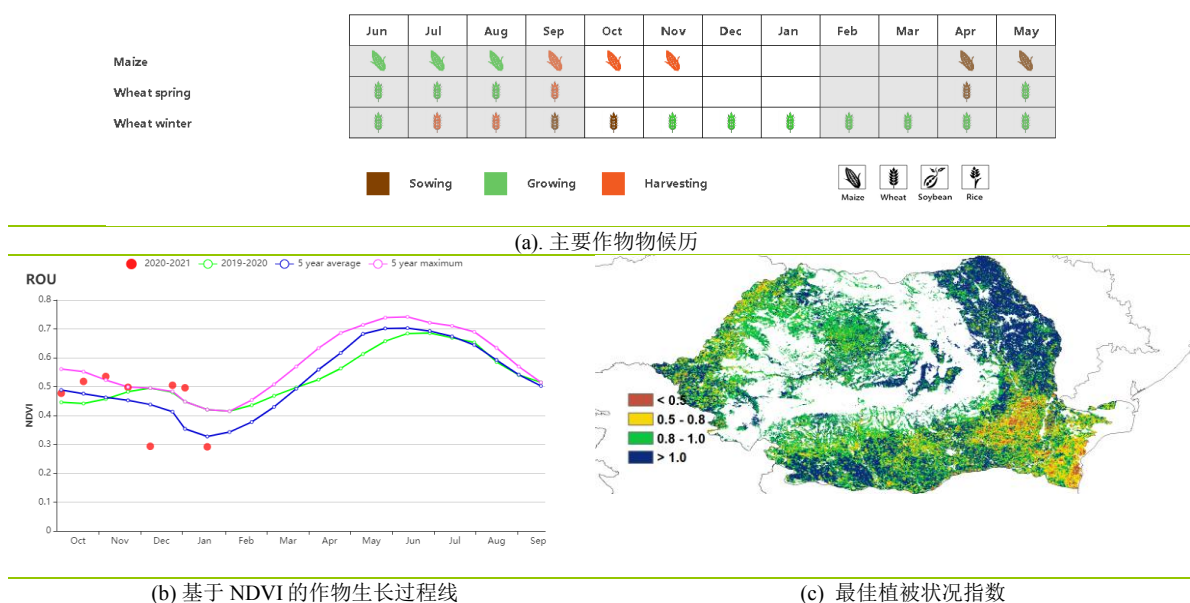 Jun Jul Aug Sep Oct Nov Dec Jan Feb Mar Apr May
Maize
Wheat spring
Wheat winter
Sowing Growing Harvesting
Maize Wheat Soybean Rice
(a). 主要作物物候历
2020-2021 2019-2020 5 year average 5 year maximum
ROU
0.8
0.7
0.6
0.5
0.4
0.3
0.2
0.1
0
NDVI
Oct Nov Dec Jan Feb Mar Apr May Jun Jul Aug Sep
< 0.5
0.5 - 0.8
0.8 - 1.0
> 1.0
(b) 基于 NDVI 的作物生长过程线
(c) 最佳植被状况指数